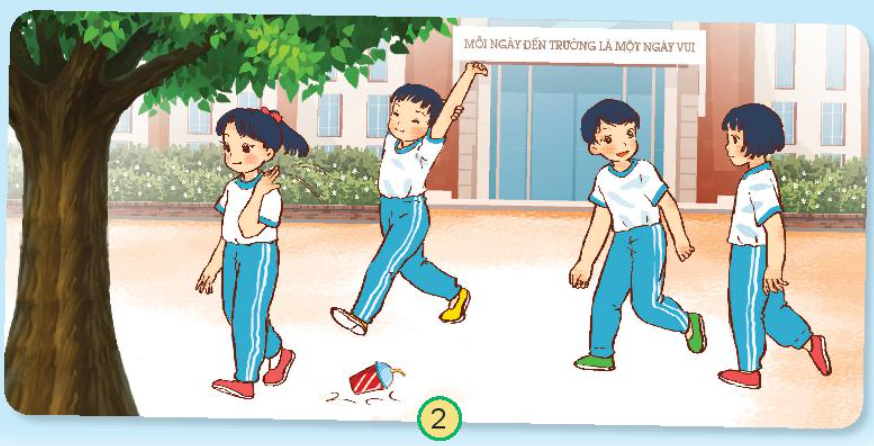 MỖI NGÀY ĐẾN TRƯỜNG LÀ MỘT NGÀY VUI
2